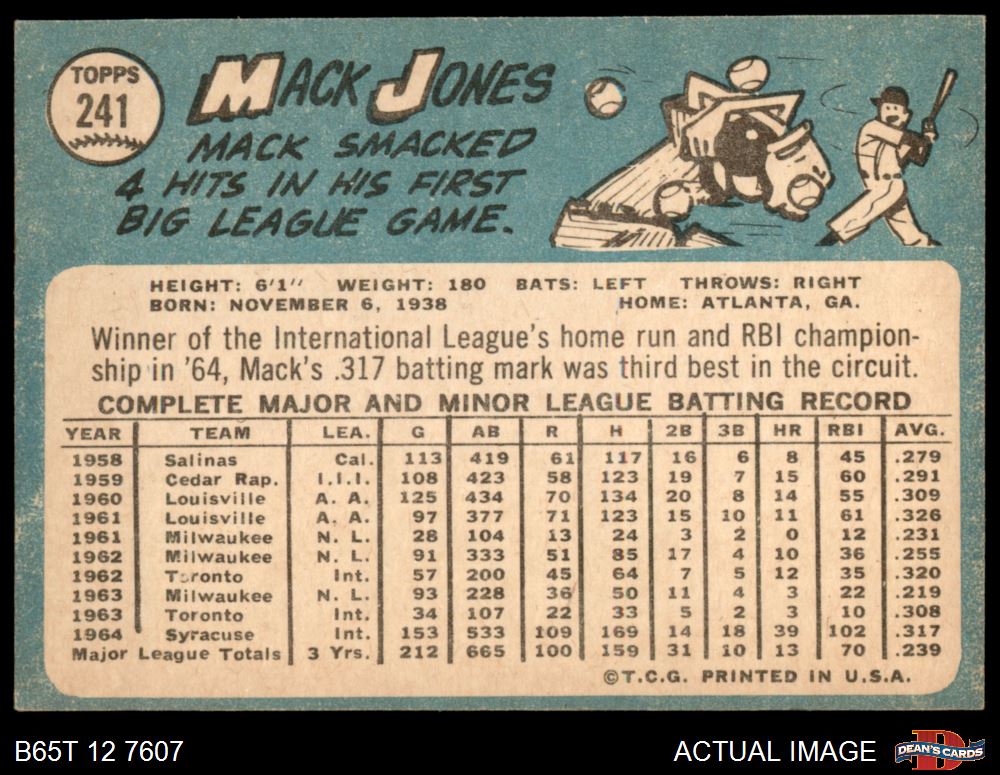 TOPPS
241
MACK JONES
MACK SMACKED
4 HITS IN HIS FIRST
BIG LEAGUE GAME.
HEIGHT: 6'1" WEIGHT: 180 BATS: LEFT THROWS: RIGHT
BORN: NOVEMBER 6, 1938 HOME: ATLANTA, GA.
Winner of the International League's home run and RBI champion-
ship in '64, Mack's .317 batting mark was third best in the circuit.
COMPLETE MAJOR AND MINOR LEAGUE BATTING RECORD
YEAR TEAM LEA. G AB R H 2B 3B HR RBI AVG.
1958 Salinas Cal. 113 419 61 117 16 6 8 45 .279
1959 Cedar Rap. I.I.I. 108 423 58 123 19 7 15 60 .291
1960 Louisville A. A. 125 434 70 134 20 8 14 55 .309
1961 Louisville A. A. 97 377 71 123 15 10 11 61 .326
1961 Milwaukee N. L. 28 104 13 24 3 2 0 12 .231
1962 Milwaukee N. L. 91 333 51 85 17 4 10 36 .255
1962 Toronto Int. 57 200 45 64 7 5 12 35 .320
1963 Milwaukee N. L. 93 228 36 50 11 4 3 22 .219
1963 Toronto Int. 34 107 22 33 5 2 3 10 .308
1964 Syracuse Int. 153 533 109 169 14 18 39 102 .317
Major League Totals 3 Yrs. 212 665 100 159 31 10 13 70 .239
©T.C.G. PRINTED IN U.S.A.
B65T 12 7607 ACTUAL IMAGE
D
DEAN'S CARDS